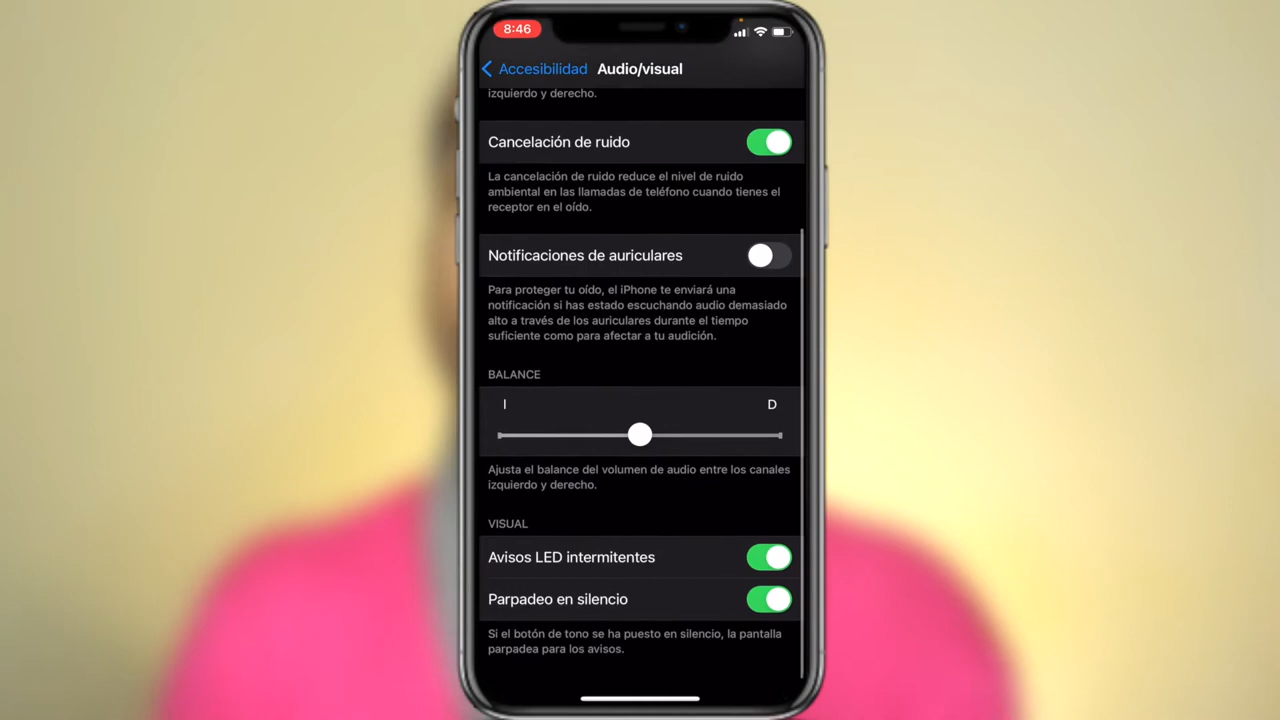 8:46
Accesibilidad Audio/visual
izquierdo y derecho.
Cancelación de ruido
La cancelación de ruido reduce el nivel de ruido
ambiental en las llamadas de teléfono cuando tienes el
receptor en el oído.
Notificaciones de auriculares
Para proteger tu oído, el iPhone te enviará una
notificación si has estado escuchando audio demasiado
alto a través de los auriculares durante el tiempo
suficiente como para afectar a tu audición.
BALANCE
I D
Ajusta el balance del volumen de audio entre los canales
izquierdo y derecho.
VISUAL
Avisos LED intermitentes
Parpadeo en silencio
Si el botón de tono se ha puesto en silencio, la pantalla
parpadea para los avisos.